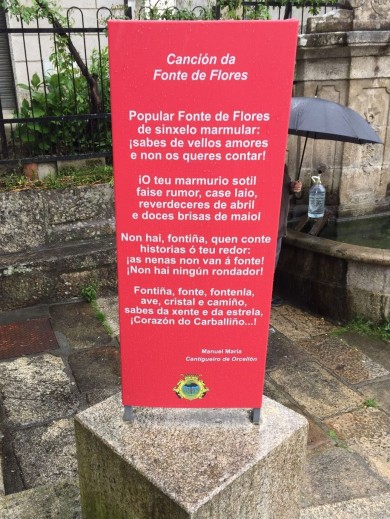 Canción da
Fonte de Flores
Popular Fonte de Flores
de sinxelo marmular:
¡sabes de vellos amores
e non os queres contar!
¡O teu marmurio sotil
faise rumor, case laio,
reverdeceres de abril
e doces brisas de maio!
Non hai, fontiña, quen conte
historias ó teu redor:
¡as nenas non van á fonte!
¡Non hai ningún rondador!
Fontiña, fonte, fontenla,
ave, cristal e camiño,
sabes da xente e da estrela,
¡Corazón do Carballiño...!
Manuel María
Cantigueiro de Orcellón